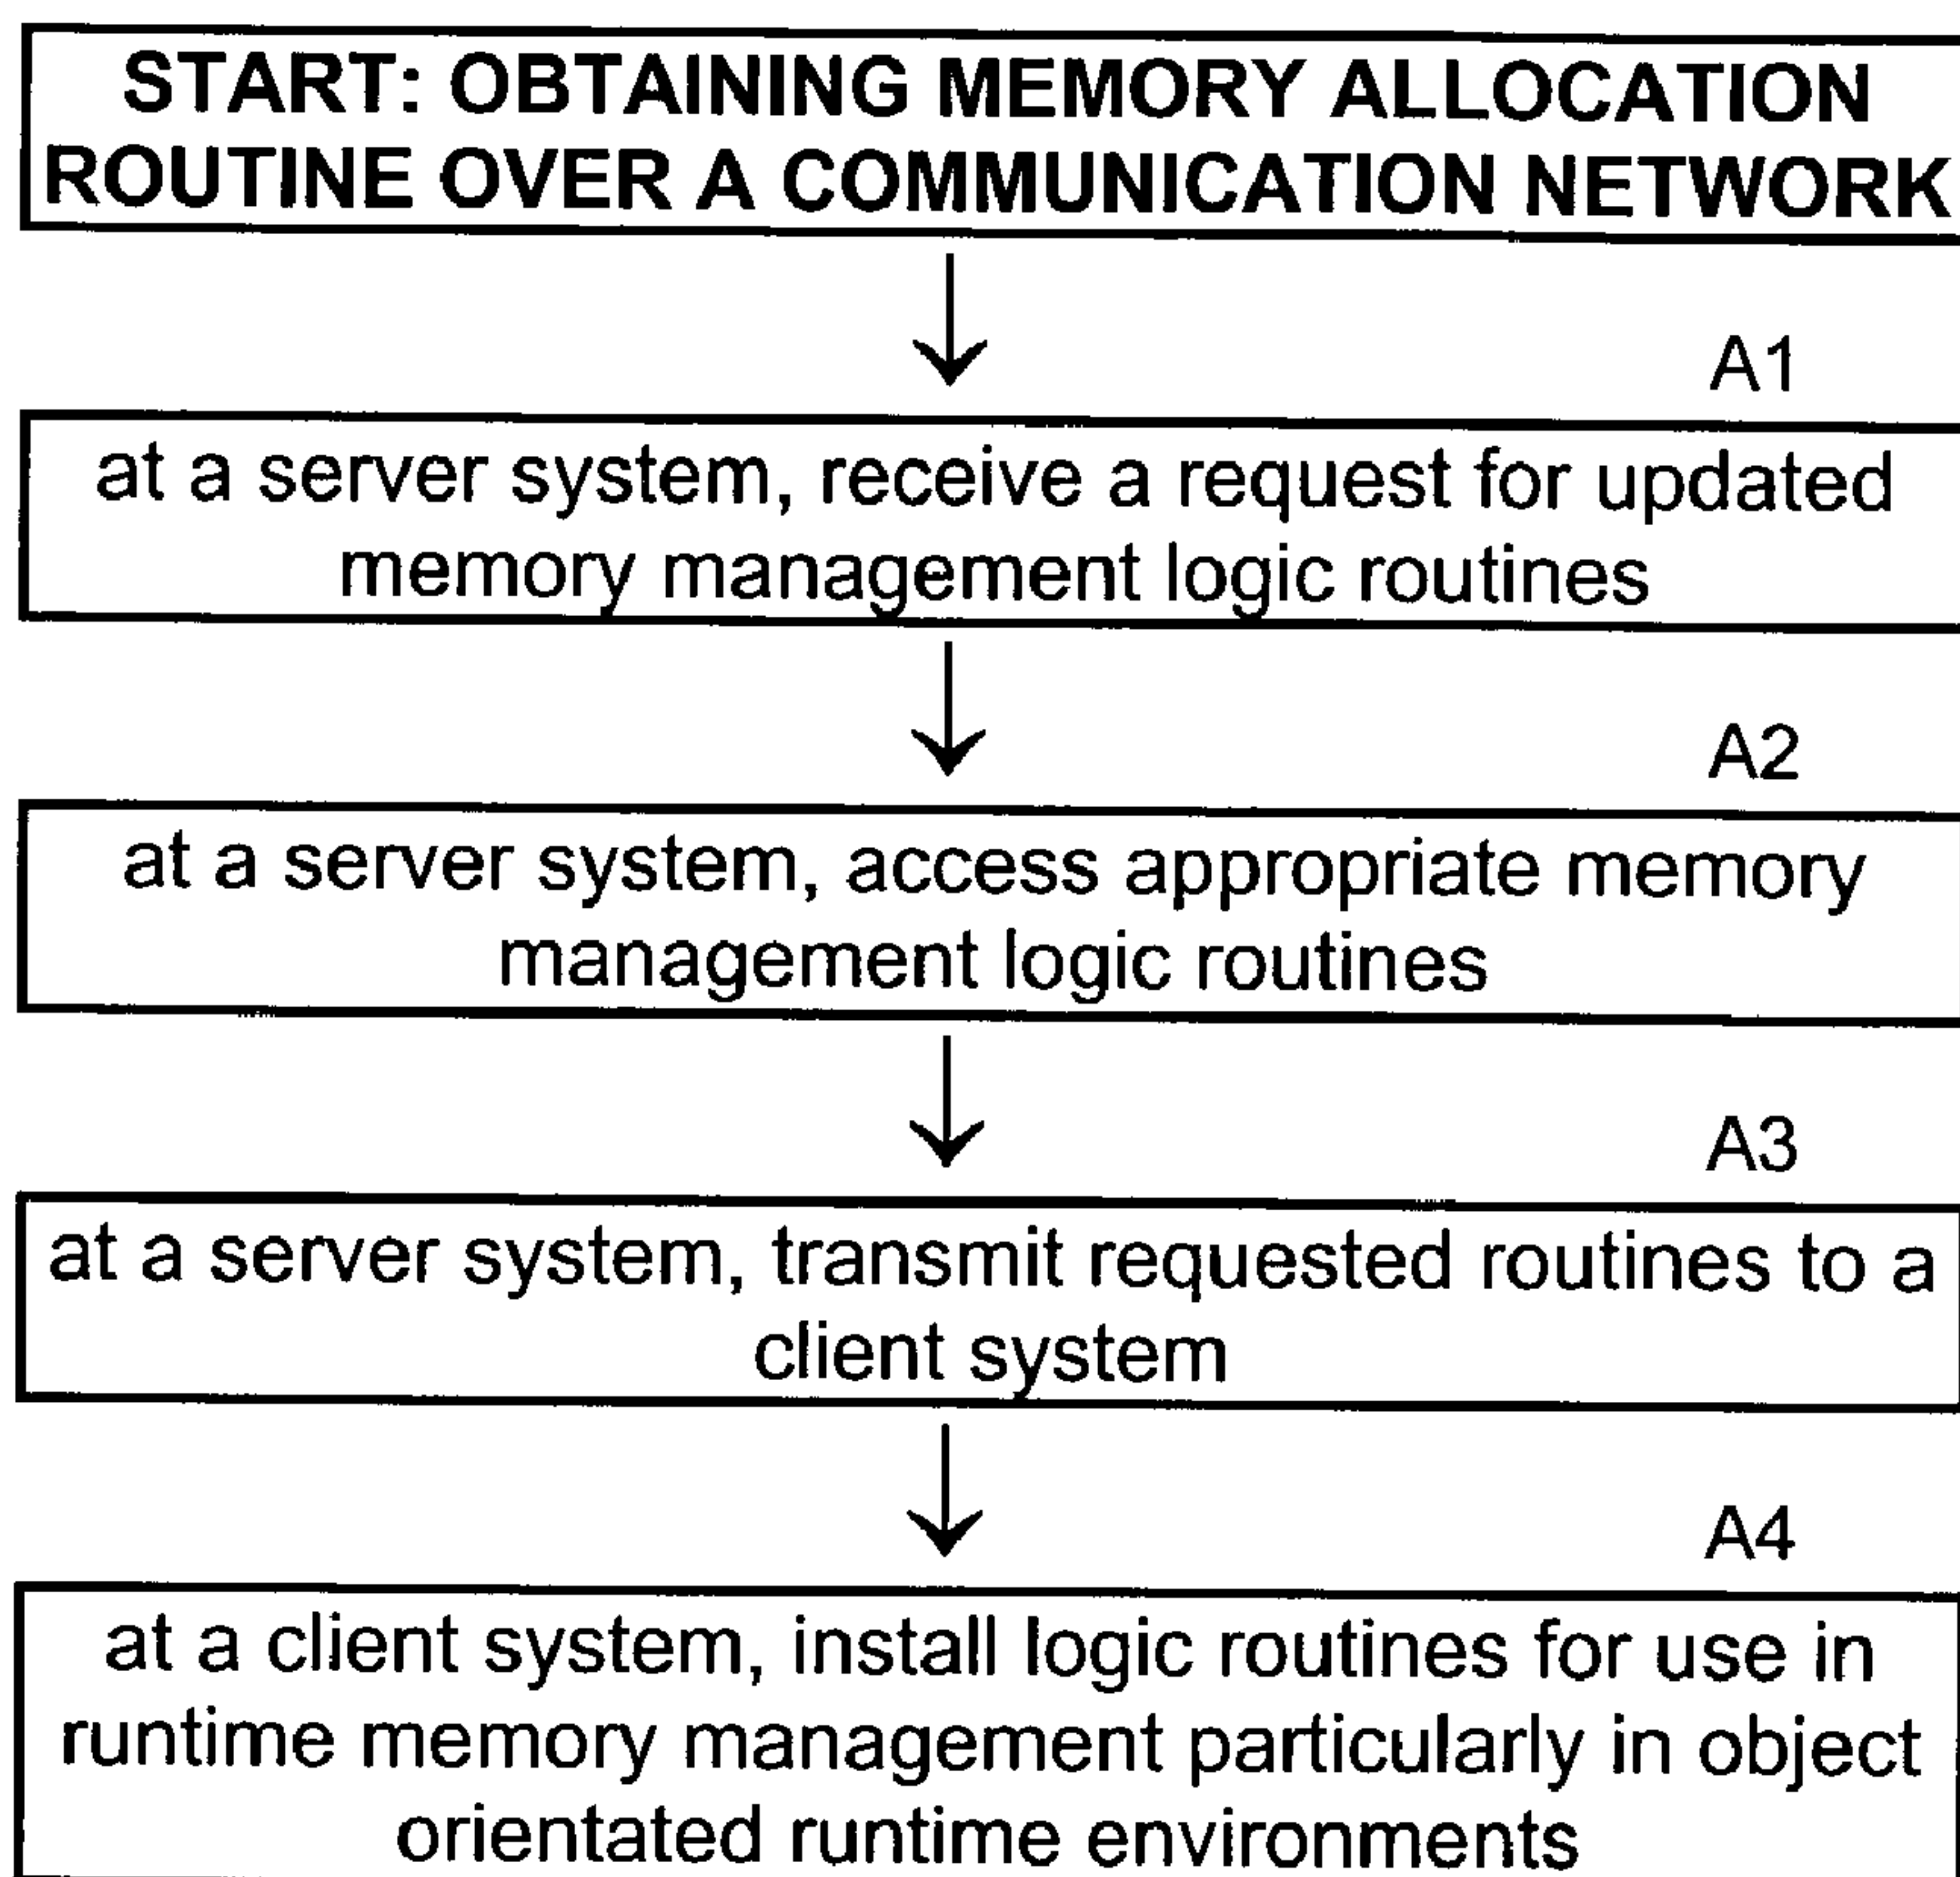 START: OBTAINING MEMORY ALLOCATION
ROUTINE OVER A COMMUNICATION NETWORK
A1
at a server system, receive a request for updated
memory management logic routines
A2
at a server system, access appropriate memory
management logic routines
A3
at a server system, transmit requested routines to a
client system
A4
at a client system, install logic routines for use in
runtime memory management particularly in object
orientated runtime environments